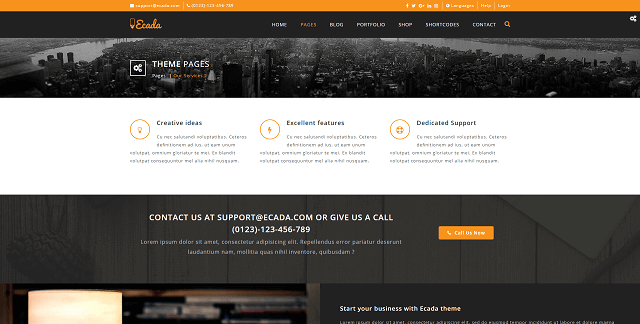 support@ecada.com (0123)-123-456-789 Languages Help Login
Ecada HOME PAGES BLOG PORTFOLIO SHOP SHORTCODES CONTACT
THEME PAGES
Pages | Our Services 2
Creative ideas
Cu nec salutandi voluptatibus. Ceteros
definitionem ad ius, ut eam unum
volutpat, omnium gloriatur te mei. Ex blandit
volutpat consequuntur mel alia nihil nusquam.
Excellent features
Cu nec salutandi voluptatibus. Ceteros
definitionem ad ius, ut eam unum
volutpat, omnium gloriatur te mei. Ex blandit
volutpat consequuntur mel alia nihil nusquam.
Dedicated Support
Cu nec salutandi voluptatibus. Ceteros
definitionem ad ius, ut eam unum
volutpat, omnium gloriatur te mei. Ex blandit
volutpat consequuntur mel alia nihil nusquam.
CONTACT US AT SUPPORT@ECADA.COM OR GIVE US A CALL
(0123)-123-456-789
Lorem ipsum dolor sit amet, consectetur adipisicing elit. Repellendus error pariatur deserunt
laudantium nam, mollitia quas nihil inventore, quibusdam ?
Call Us Now
Start your business with Ecada theme
Lorem ipsum dolor sit amet, consectetur adipisicing elit, sed do eiusmod tempor incididunt ut labore et dolore